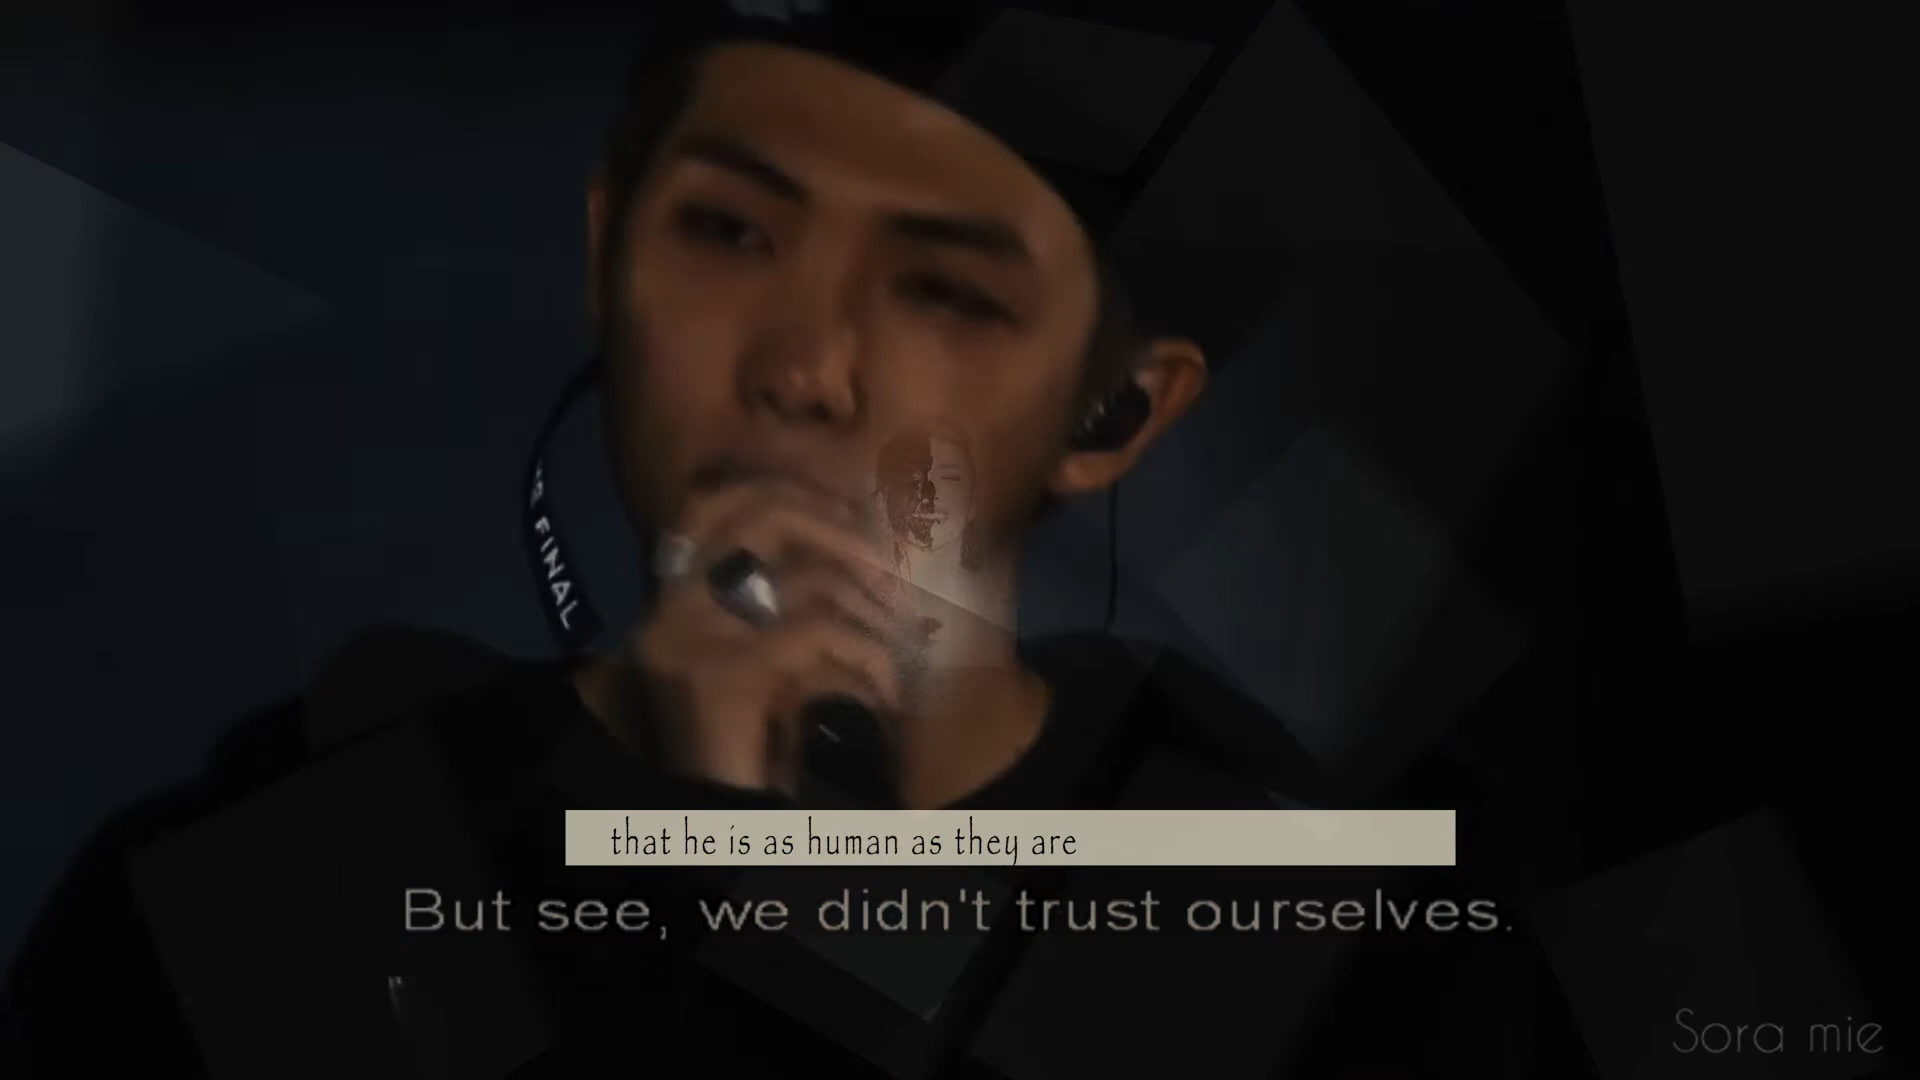 FINAL
that he is as human as they are
But see, we didn't trust ourselves.
Sora mie